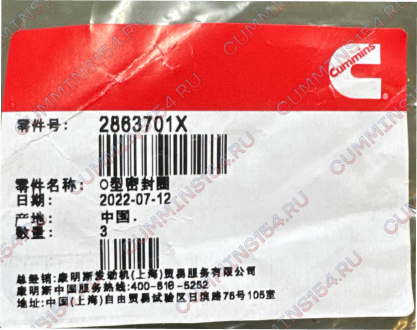 Cummins
零件号: 2863701X
零件名称: O型密封圈
日期: 2022-07-12
产地: 中国.
数量: 3
总经销:康明斯发动机(上海)贸易服务有限公司
康明斯中国服务热线:400-810-5252
地址:中国(上海)自由贸易试验区日滨路76号105室
CUMMINS154.RU